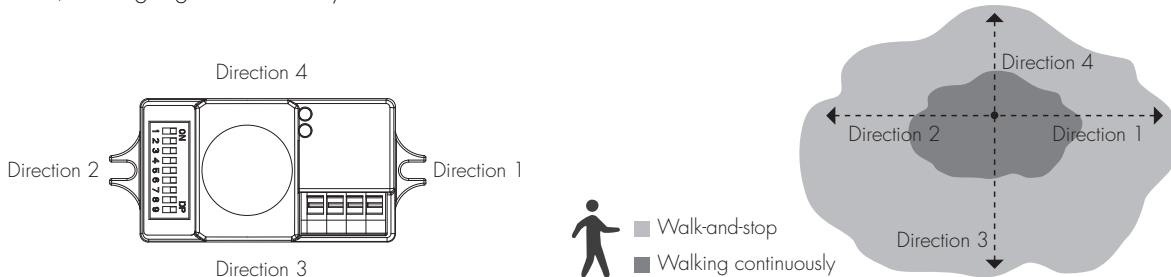 Direction 4
Direction 2
ON
1 2 3 4 5 6 7 8 9
DP
Direction 1
Direction 3
Direction 4
Direction 2
Direction 1
Direction 3
Walk-and-stop
Walking continuously